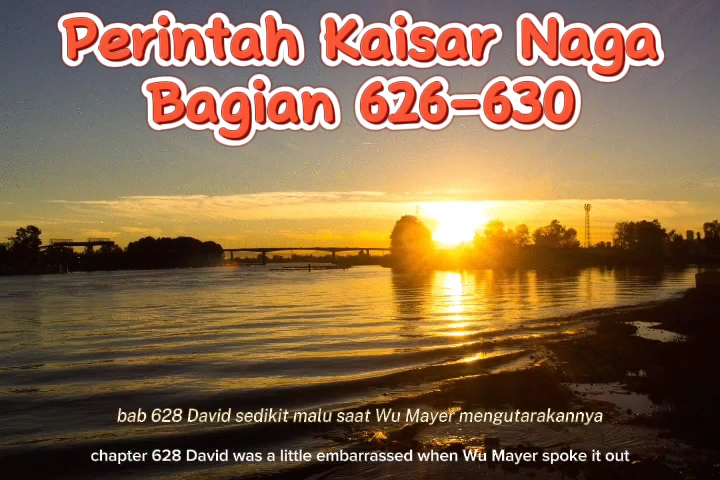 Perintah Kaisar Naga
Bagian 626-630
bab 628 David sedikit malu saat Wu Mayer mengutarakannya
chapter 628 David was a little embarrassed when Wu Mayer spoke it out